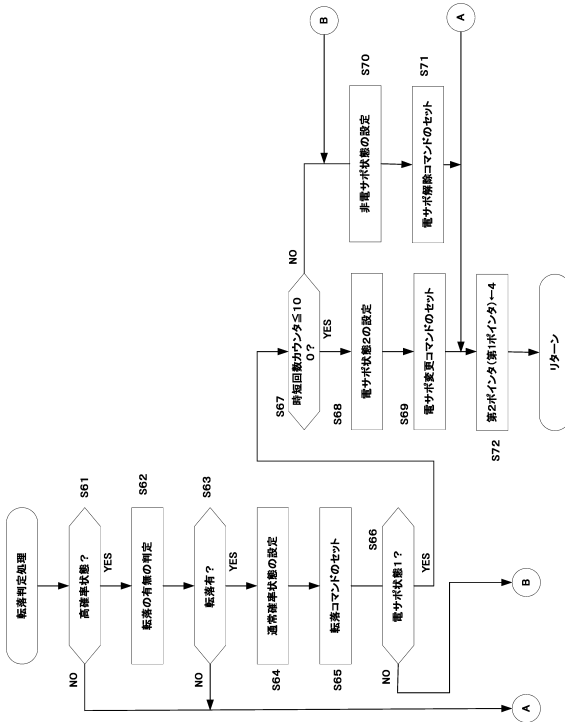 転落判定処理
高確率状態？
S61
YES
NO
転落の有無の判定
S62
転落有？
S63
YES
NO
通常確率状態の設定
S64
転落コマンドのセット
S65
電サポ状態1？
S66
YES
NO
A
B
時短回数カウンタ≦10
0？
S67
YES
NO
電サポ状態2の設定
S68
電サポ変更コマンドのセット
S69
B
非電サポ状態の設定
S70
電サポ解除コマンドのセット
S71
A
第2ポインタ(第1ポインタ)←4
S72
リターン